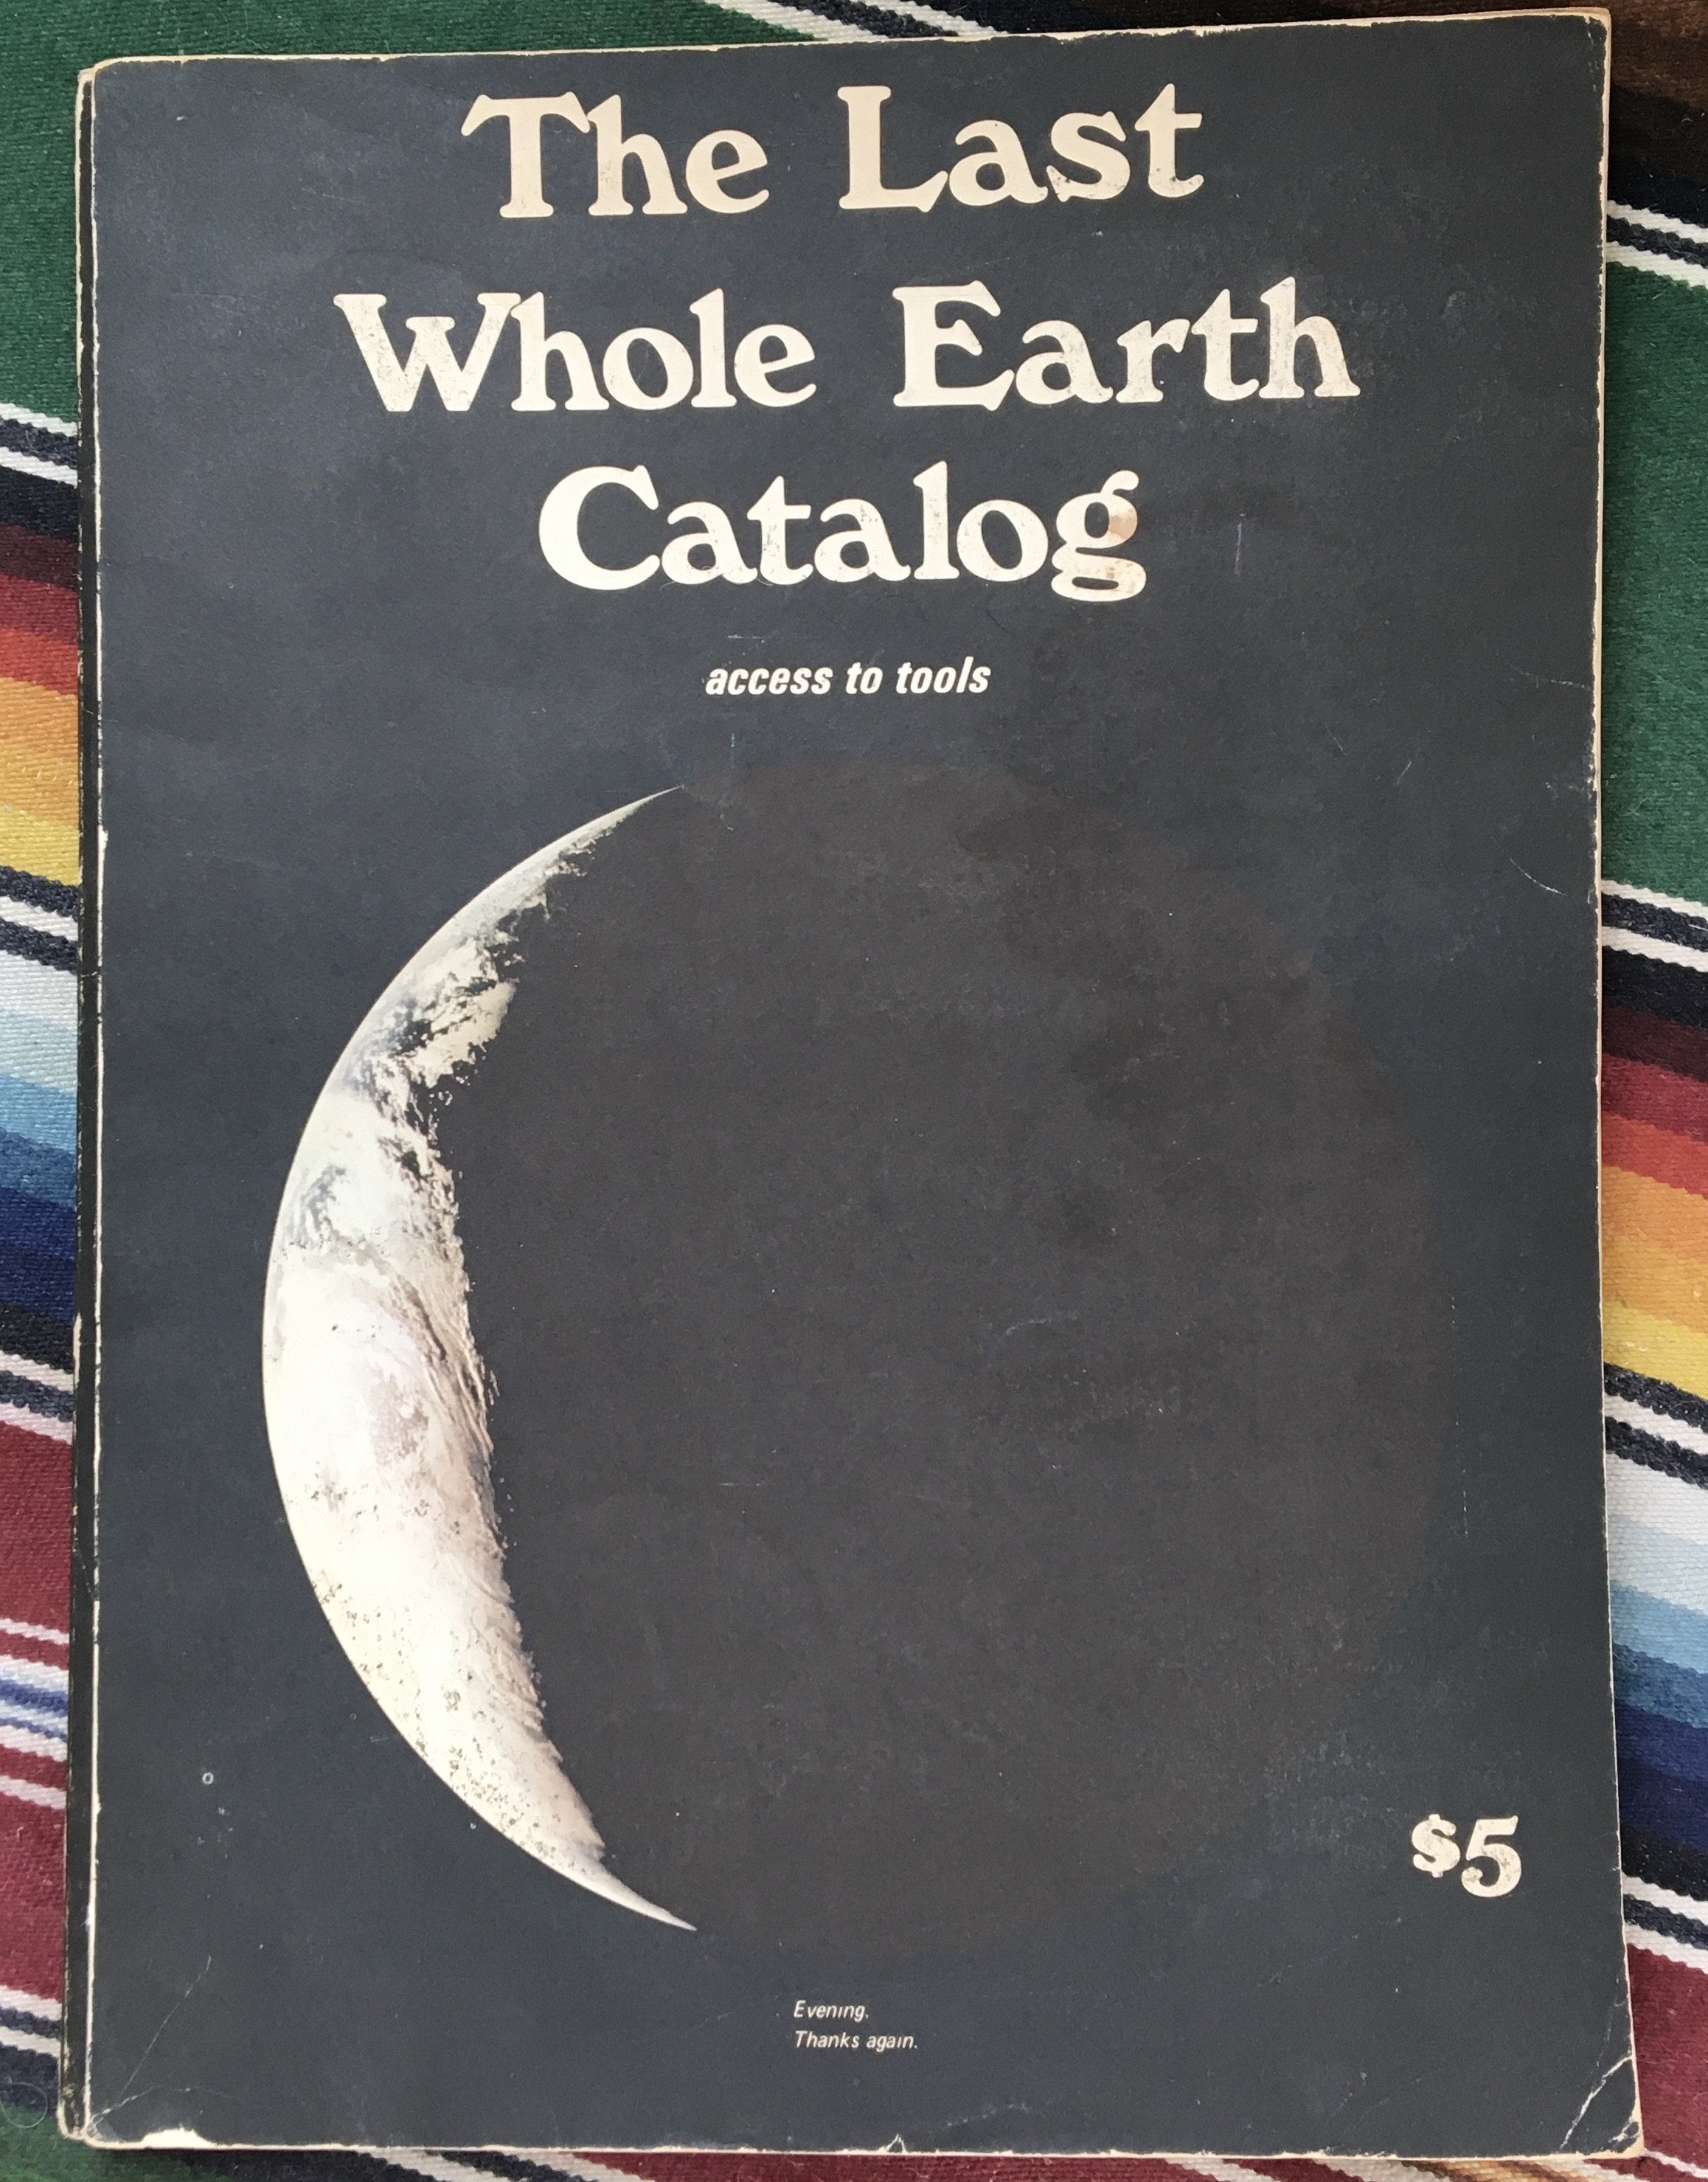 The Last
Whole Earth
Catalog
access to tools
$5
Evening.
Thanks again.